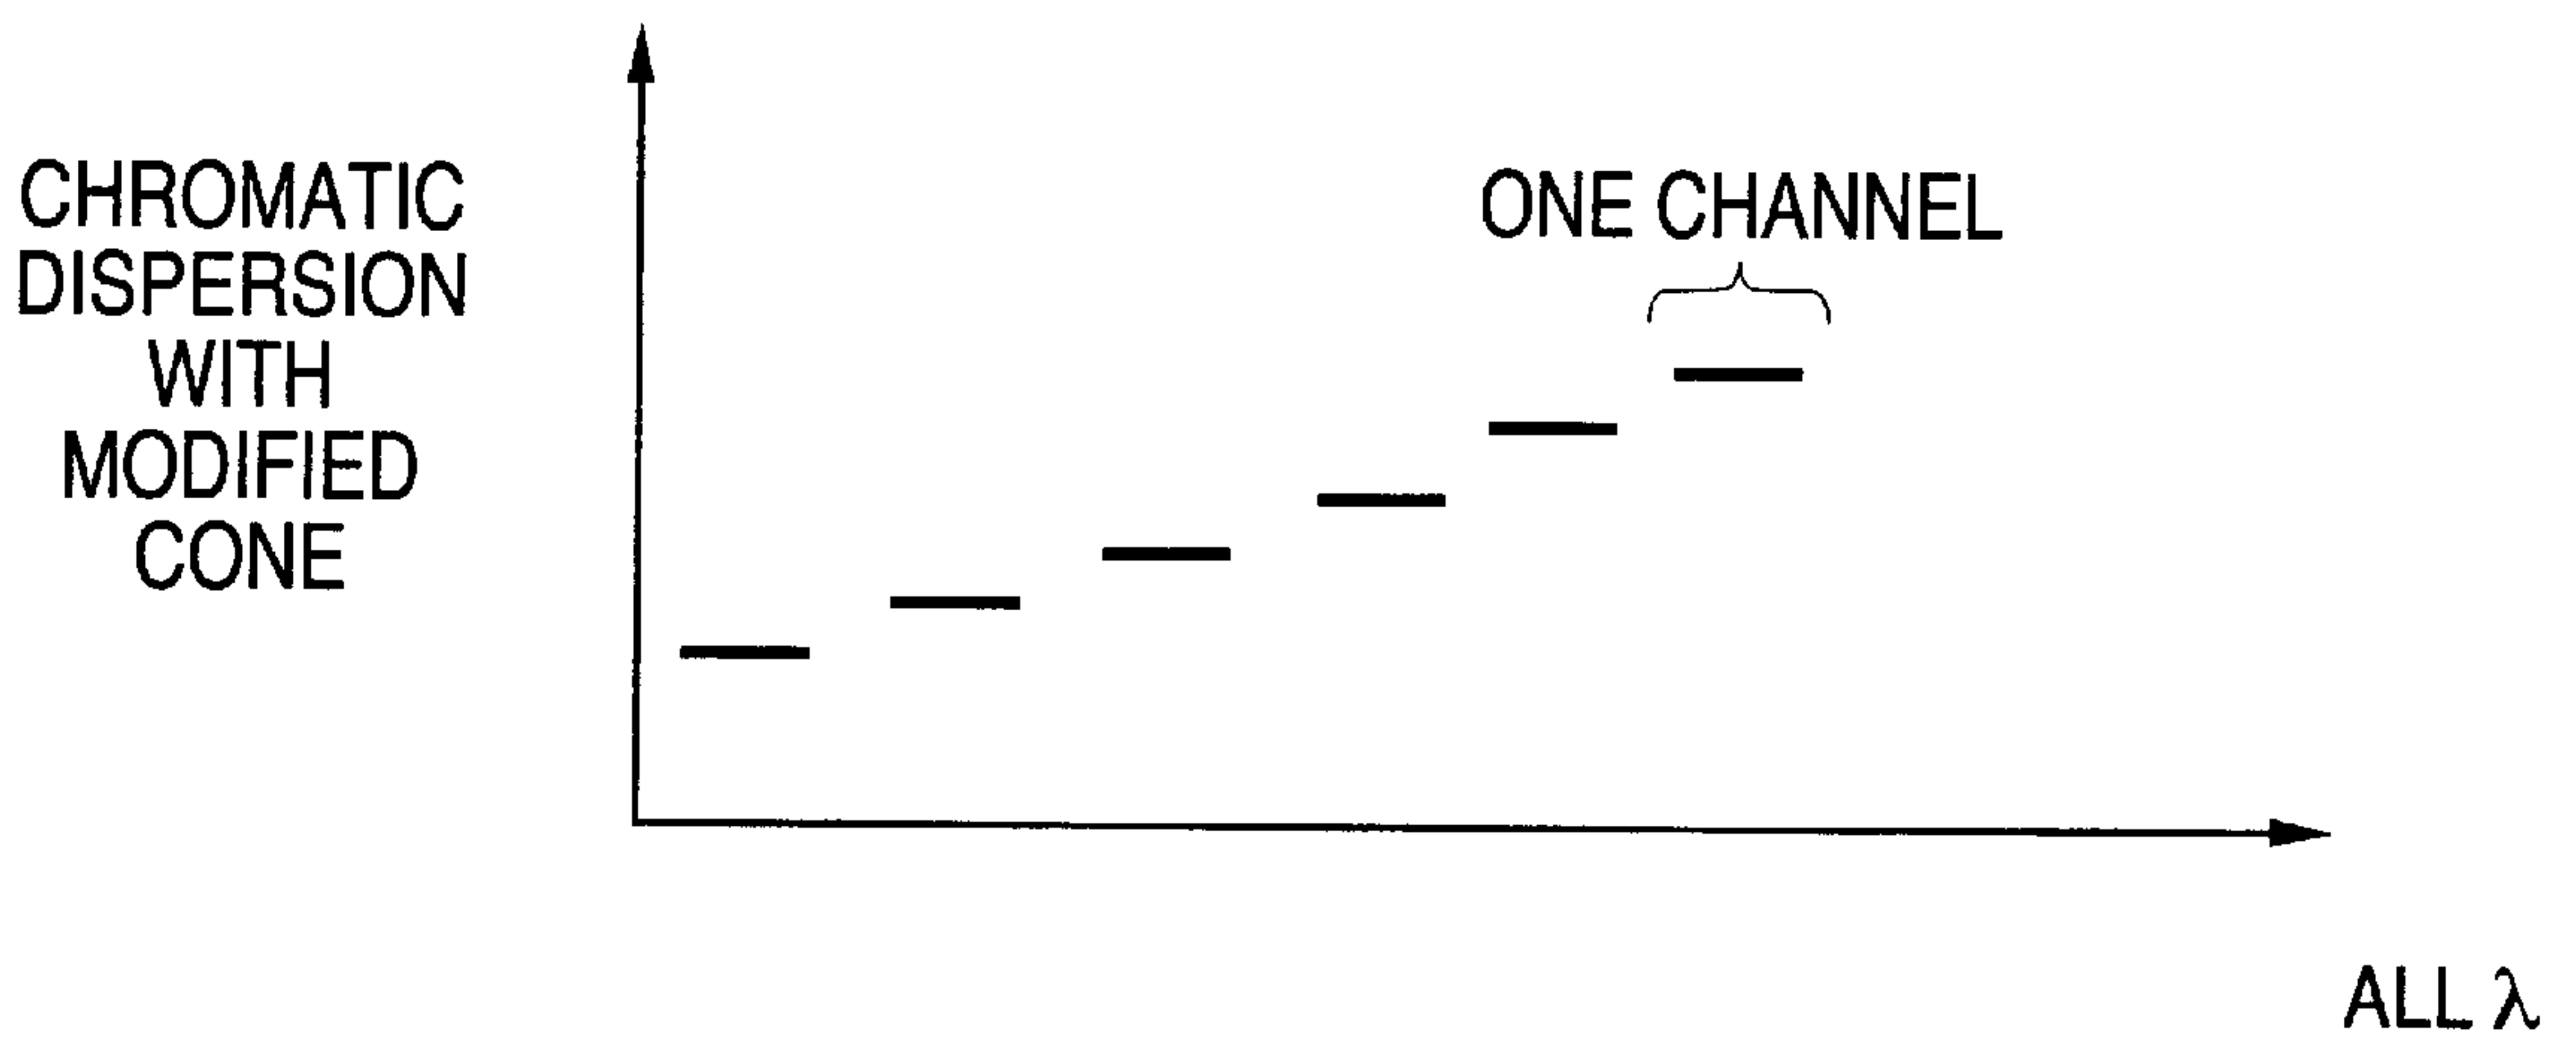 CHROMATIC
DISPERSION
WITH
MODIFIED
CONE
ONE CHANNEL
ALL λ